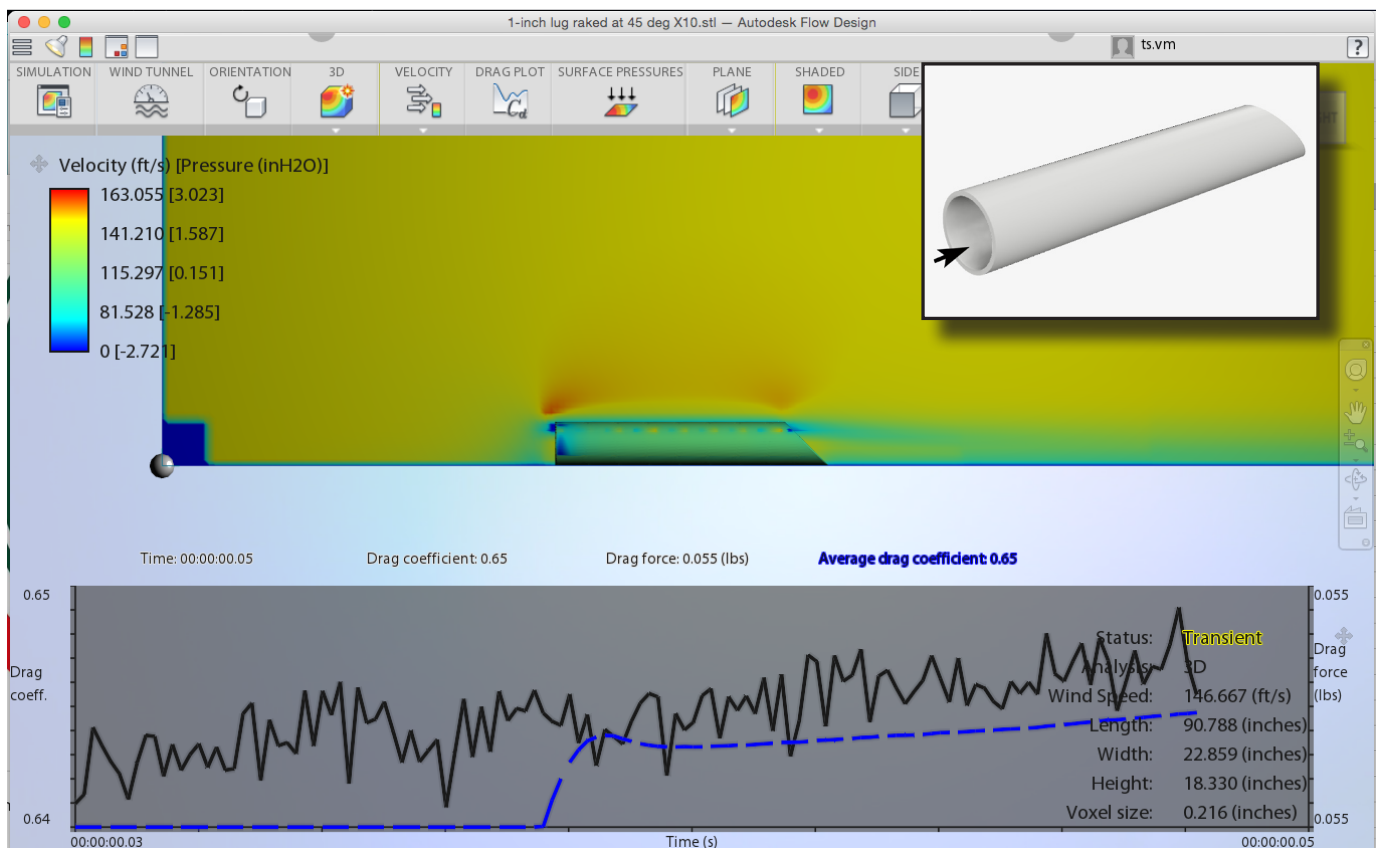 1-inch lug raked at 45 deg X10.stl — Autodesk Flow Design
ts.vm
?
SIMULATION WIND TUNNEL ORIENTATION 3D VELOCITY DRAG PLOT SURFACE PRESSURES PLANE SHADED SIDE
Cd
HT
Velocity (ft/s) [Pressure (inH2O)]
163.055 [3.023]
141.210 [1.587]
115.297 [0.151]
81.528 [-1.285]
0 [-2.721]
Time: 00:00:00.05 Drag coefficient: 0.65 Drag force: 0.055 (lbs) Average drag coefficient: 0.65
0.65 0.055
Status: Transient
Analysis: 3D
Wind Speed: 146.667 (ft/s)
Length: 90.788 (inches)
Width: 22.859 (inches)
Height: 18.330 (inches)
Voxel size: 0.216 (inches)
Drag
coeff.
Drag
force
(lbs)
0.64 0.055
00:00:00.03 Time (s) 00:00:00.05